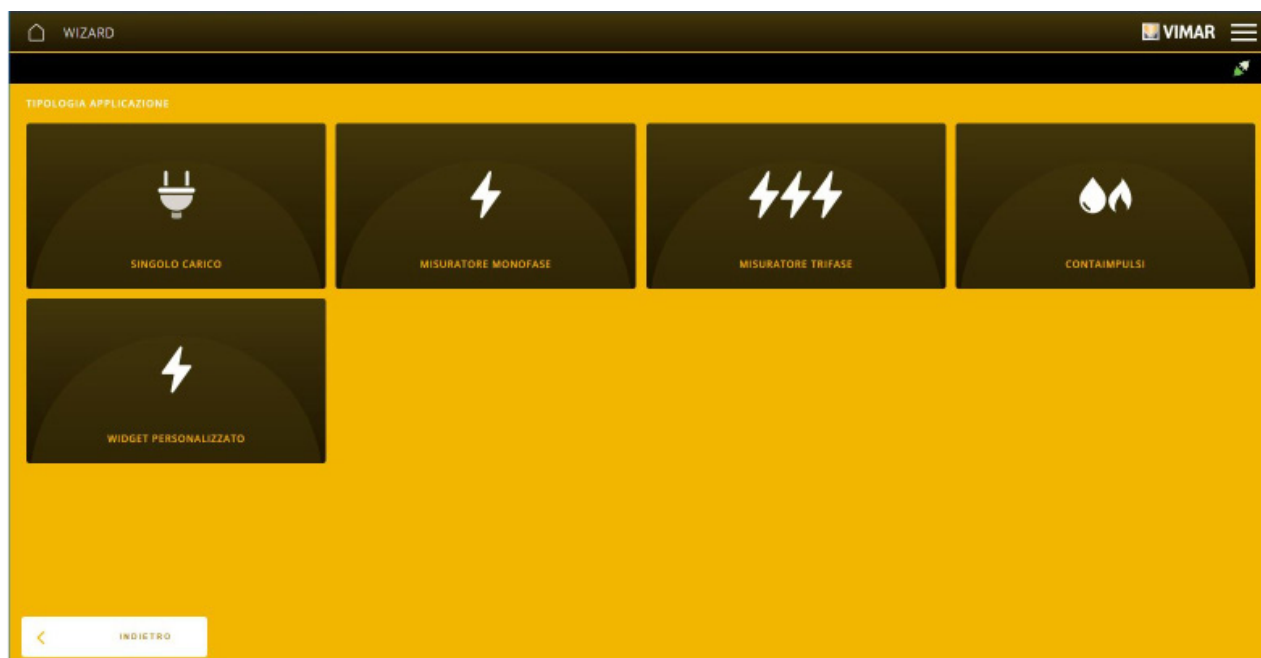 WIZARD
VIMAR
TIPOLOGIA APPLICAZIONE
SINGOLO CARICO
MISURATORE MONOFASE
MISURATORE TRIFASE
CONTAIMPULSI
WIDGET PERSONALIZZATO
INDIETRO